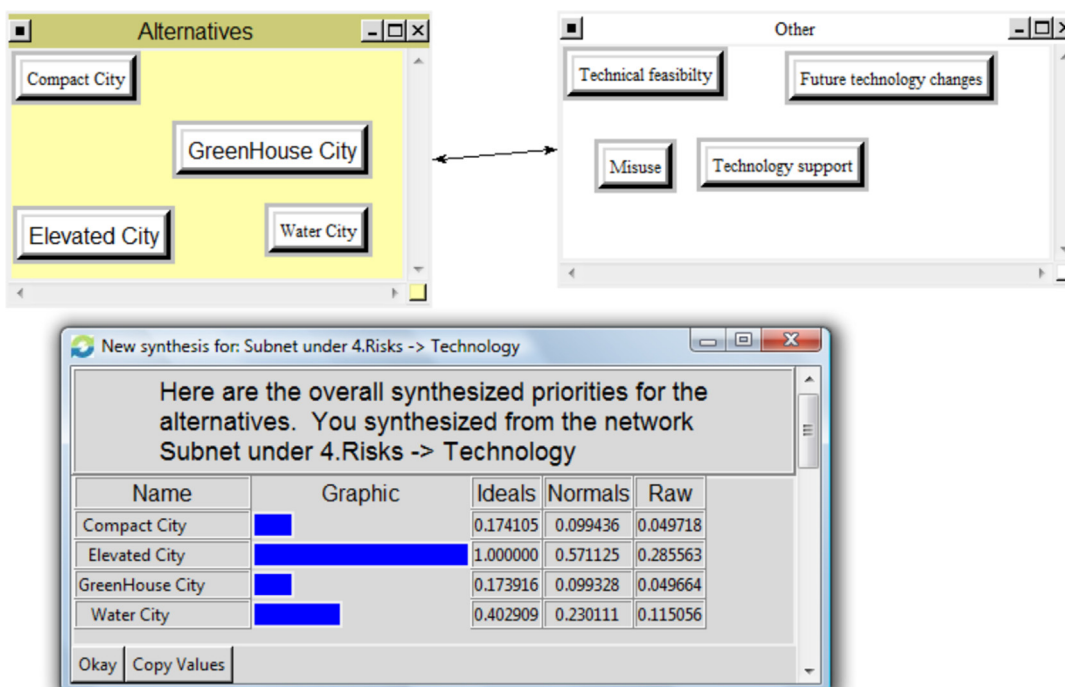 Alternatives
Compact City
GreenHouse City
Elevated City
Water City
Other
Technical feasibilty
Future technology changes
Misuse
Technology support
New synthesis for: Subnet under 4.Risks -> Technology
Here are the overall synthesized priorities for the
alternatives. You synthesized from the network
Subnet under 4.Risks -> Technology
Name Graphic Ideals Normals Raw
Compact City 0.174105 0.099436 0.049718
Elevated City 1.000000 0.571125 0.285563
GreenHouse City 0.173916 0.099328 0.049664
Water City 0.402909 0.230111 0.115056
Okay Copy Values